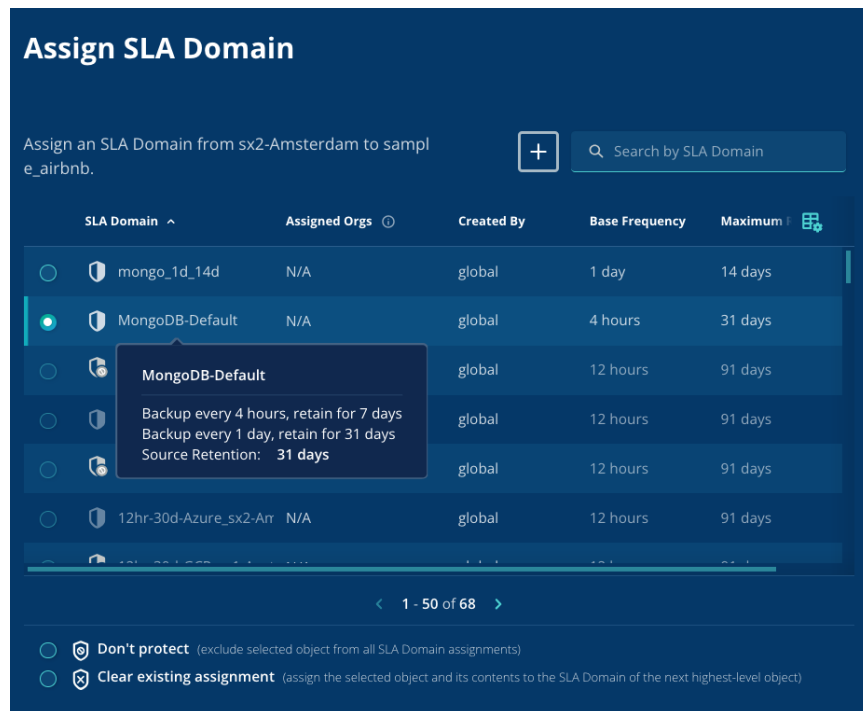 Assign SLA Domain
Assign an SLA Domain from sx2-Amsterdam to sampl
e_airbnb.
Search by SLA Domain
SLA Domain Assigned Orgs Created By Base Frequency Maximum
mongo_1d_14d N/A global 1 day 14 days
MongoDB-Default N/A global 4 hours 31 days
global 12 hours 91 days
global 12 hours 91 days
global 12 hours 91 days
MongoDB-Default
Backup every 4 hours, retain for 7 days
Backup every 1 day, retain for 31 days
Source Retention: 31 days
12hr-30d-Azure_sx2-Am N/A global 12 hours 91 days
1 - 50 of 68
Don't protect (exclude selected object from all SLA Domain assignments)
Clear existing assignment (assign the selected object and its contents to the SLA Domain of the next highest-level object)